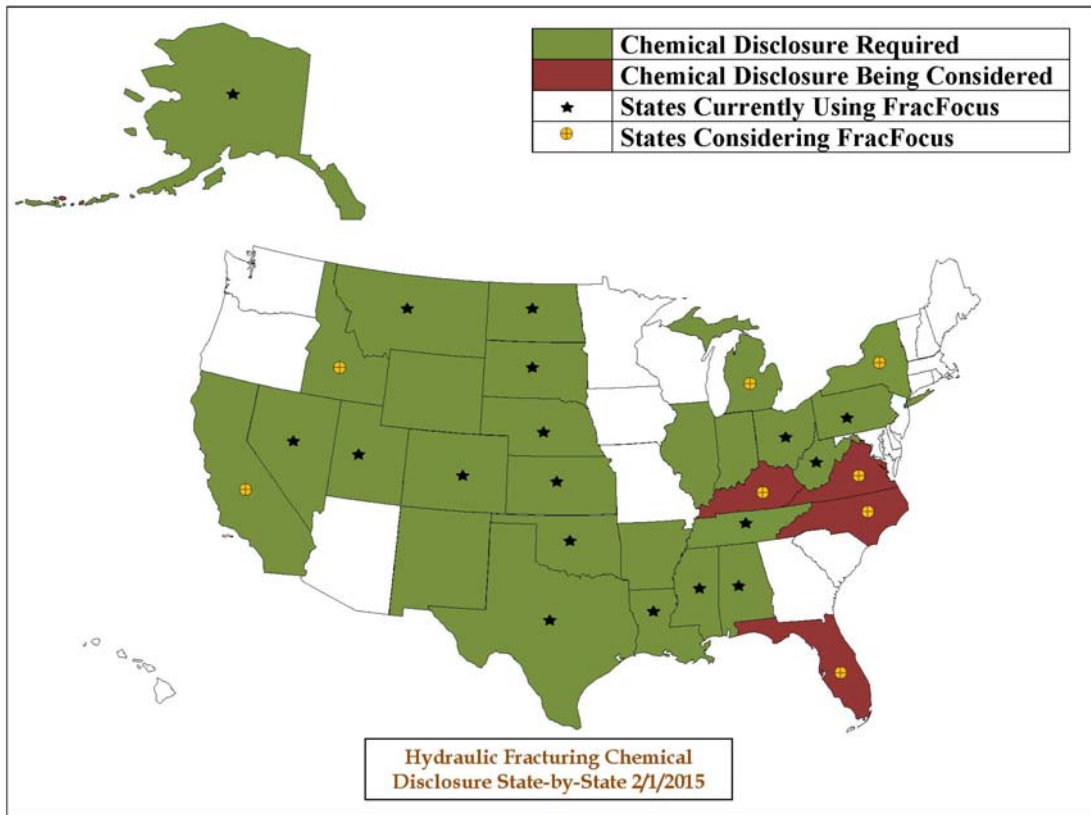 Chemical Disclosure Required
Chemical Disclosure Being Considered
States Currently Using FracFocus
States Considering FracFocus
Hydraulic Fracturing Chemical
Disclosure State-by-State 2/1/2015